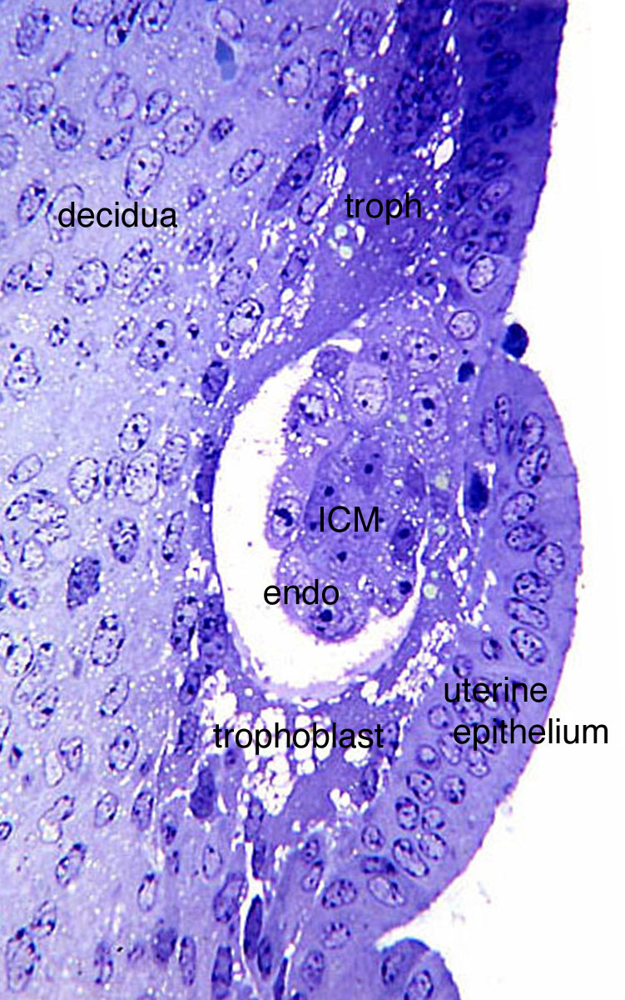 troph
decidua
ICM
endo
uterine
epithelium
trophoblast